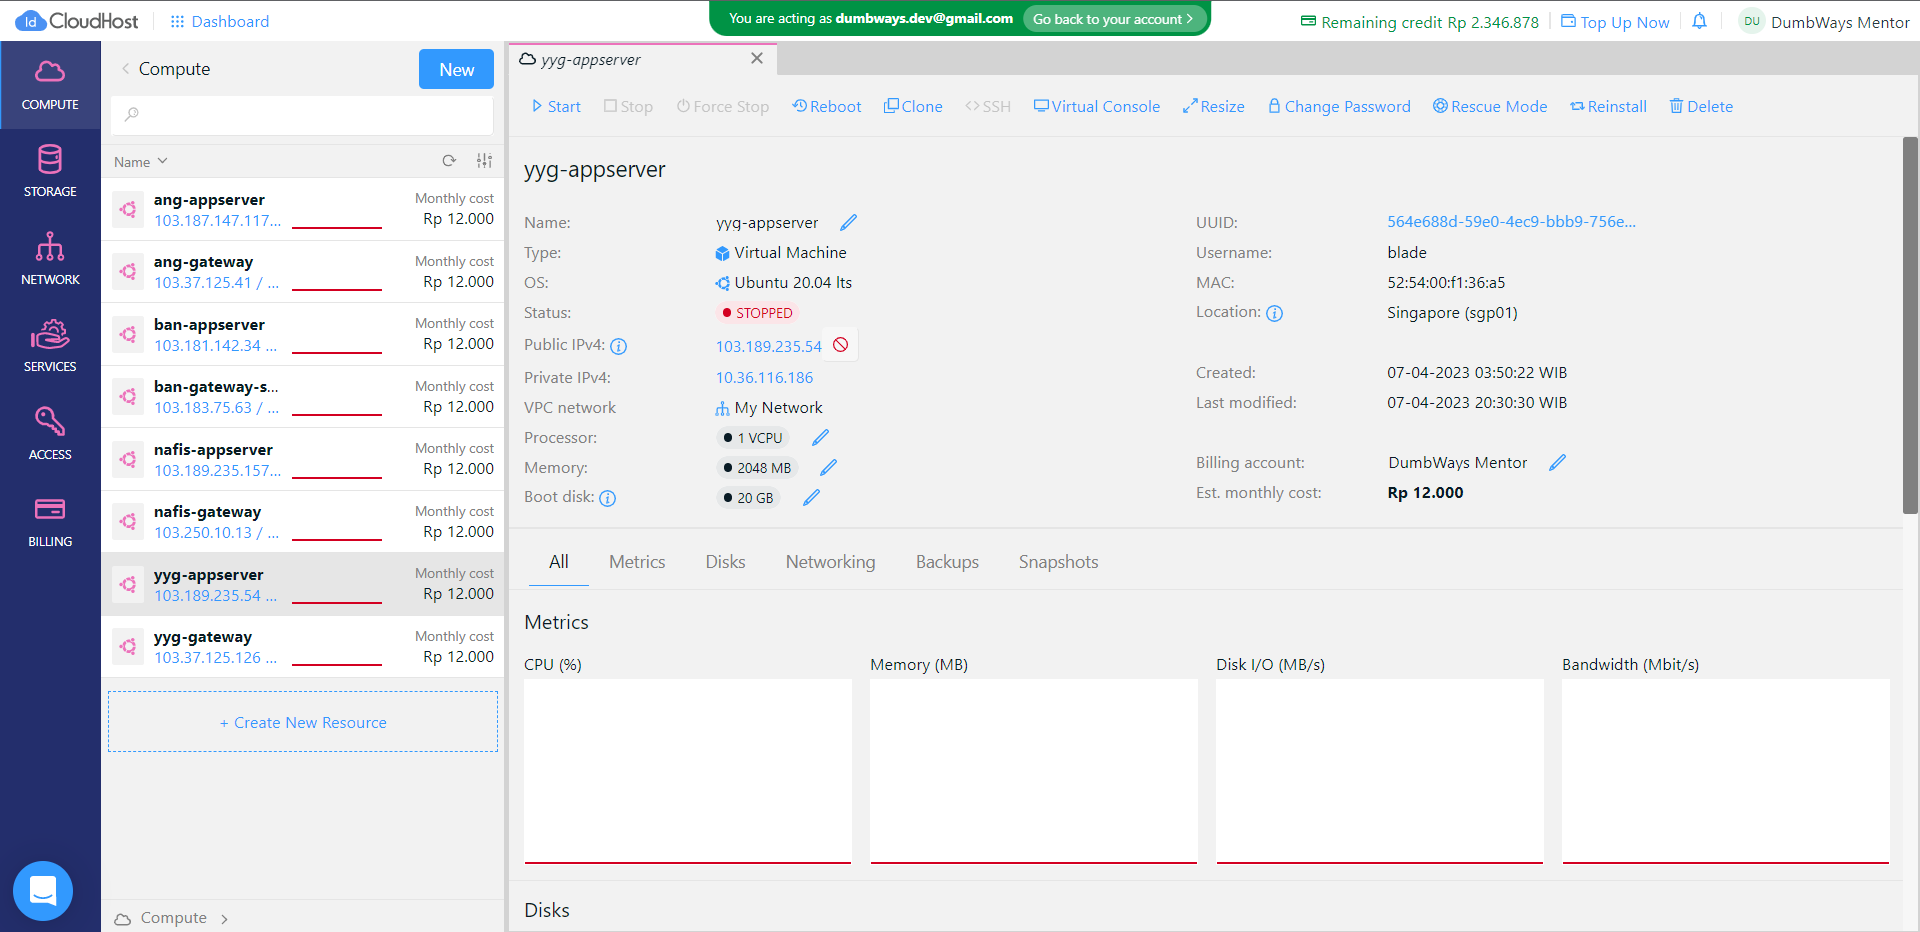 Id CloudHost
Dashboard
You are acting as dumbways.dev@gmail.com Go back to your account
Remaining credit Rp 2.346.878
Top Up Now
DU DumbWays Mentor
COMPUTE
STORAGE
NETWORK
SERVICES
ACCESS
BILLING
Compute
New
Name
ang-appserver
103.187.147.117...
Monthly cost
Rp 12.000
ang-gateway
103.37.125.41 / ...
Monthly cost
Rp 12.000
ban-appserver
103.181.142.34 ...
Monthly cost
Rp 12.000
ban-gateway-s...
103.183.75.63 / ...
Monthly cost
Rp 12.000
nafis-appserver
103.189.235.157...
Monthly cost
Rp 12.000
nafis-gateway
103.250.10.13 / ...
Monthly cost
Rp 12.000
yyg-appserver
103.189.235.54 ...
Monthly cost
Rp 12.000
yyg-gateway
103.37.125.126 ...
Monthly cost
Rp 12.000
+ Create New Resource
Compute
yyg-appserver
Start Stop Force Stop Reboot Clone SSH Virtual Console Resize Change Password Rescue Mode Reinstall Delete
yyg-appserver
Name: yyg-appserver
Type: Virtual Machine
OS: Ubuntu 20.04 lts
Status: STOPPED
Public IPv4: 103.189.235.54
Private IPv4: 10.36.116.186
VPC network My Network
Processor: 1 VCPU
Memory: 2048 MB
Boot disk: 20 GB
UUID: 564e688d-59e0-4ec9-bbb9-756e...
Username: blade
MAC: 52:54:00:f1:36:a5
Location: Singapore (sgp01)
Created: 07-04-2023 03:50:22 WIB
Last modified: 07-04-2023 20:30:30 WIB
Billing account: DumbWays Mentor
Est. monthly cost: Rp 12.000
All Metrics Disks Networking Backups Snapshots
Metrics
CPU (%)
Memory (MB)
Disk I/O (MB/s)
Bandwidth (Mbit/s)
Disks